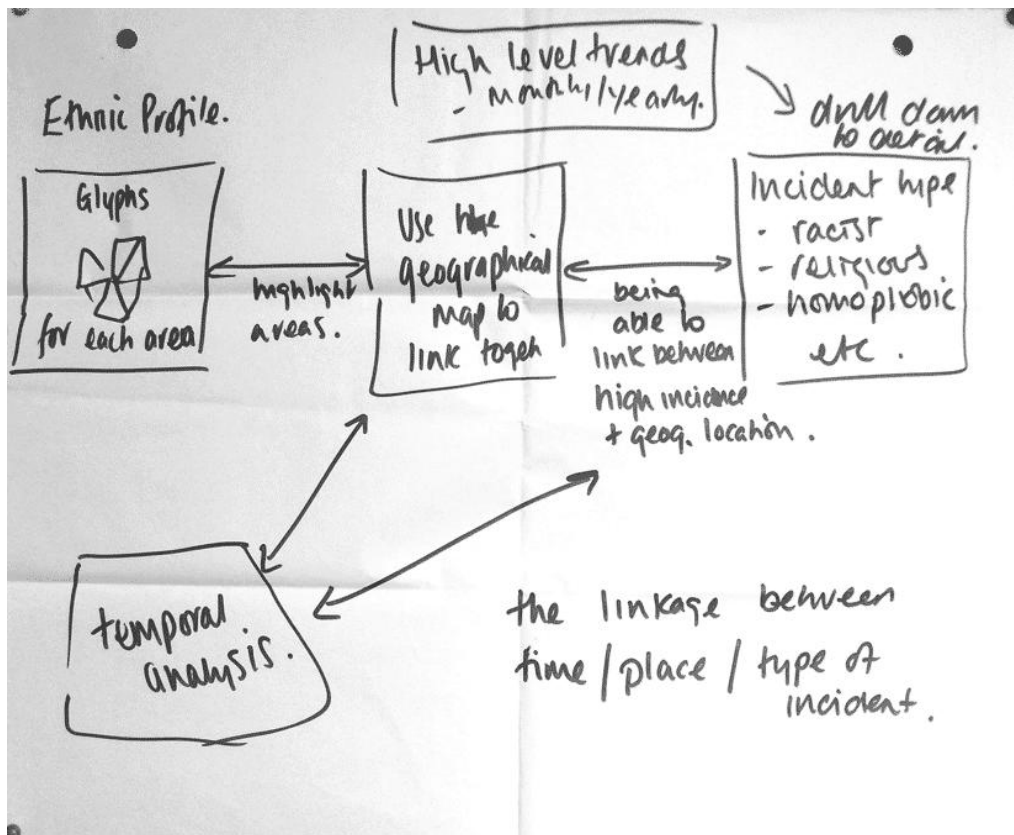 High level trends
- monthly/yearly.
drill down
to detail.
Ethnic Profile.
Glyphs
for each area
highlight
areas.
Use the
geographical
map to
link togeh
being
able to
link between
high incidence
+ geog. location.
Incident type
- racist
- religious
- homophobic
etc.
temporal
analysis.
the linkage between
time/place/type of
incident.